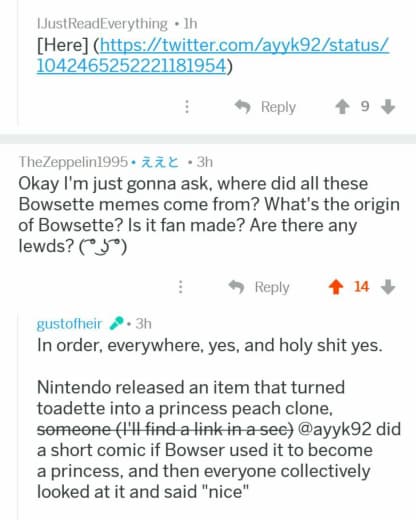 IJustReadEverything • 1h
[Here] (https://twitter.com/ayyk92/status/
1042465252221181954)
Reply 9
TheZeppelin1995 • ええと • 3h
Okay I'm just gonna ask, where did all these
Bowsette memes come from? What's the origin
of Bowsette? Is it fan made? Are there any
lewds? ( ͡° ͜ʖ ͡°)
Reply 14
gustofheir • 3h
In order, everywhere, yes, and holy shit yes.
Nintendo released an item that turned
toadette into a princess peach clone,
someone (I'll find a link in a sec) @ayyk92 did
a short comic if Bowser used it to become
a princess, and then everyone collectively
looked at it and said "nice"